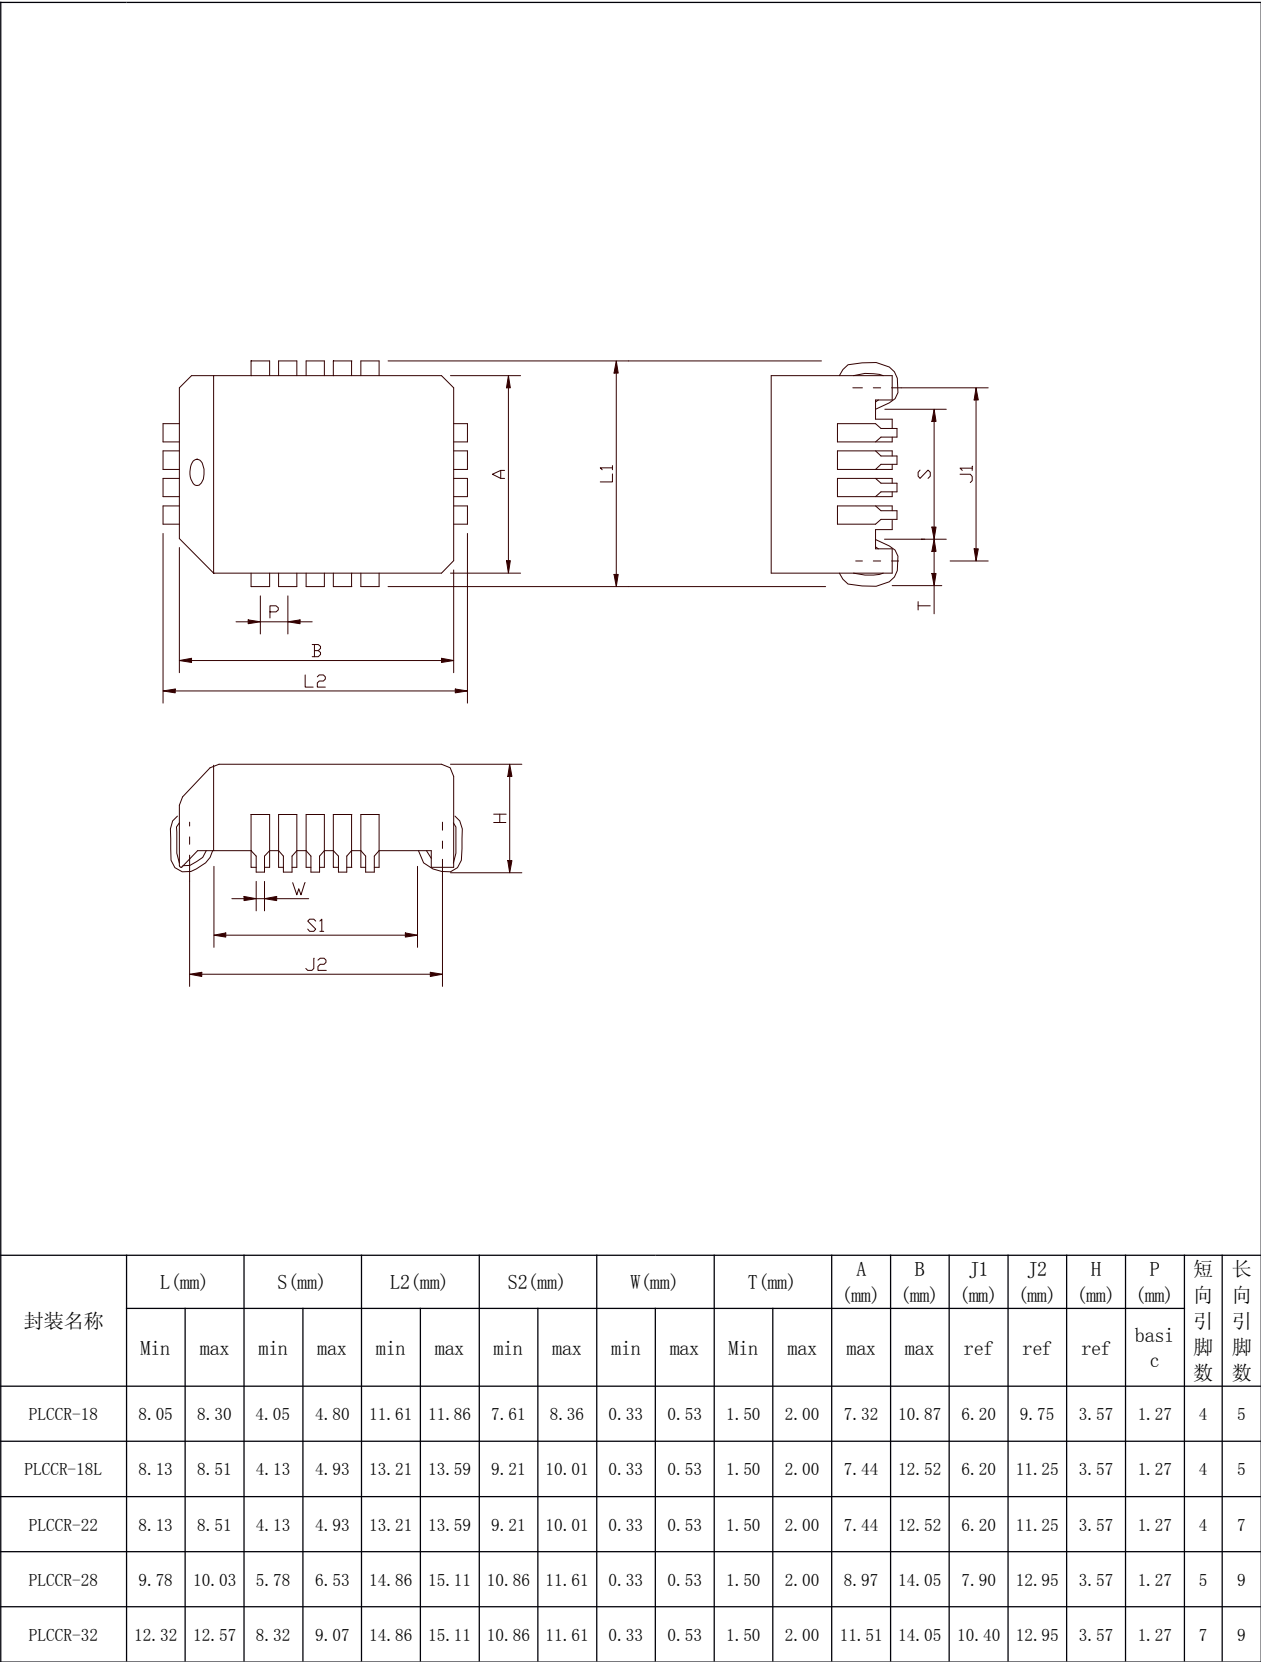 A
L1
S
J1
T
P
B
L2
H
W
S1
J2
封装名称 L(mm) S(mm) L2(mm) S2(mm) W(mm) T(mm) A (mm) B (mm) J1 (mm) J2 (mm) H (mm) P (mm) 短向引脚数 长向引脚数
Min max min max min max min max min max Min max max max ref ref ref basic
PLCCR-18 8.05 8.30 4.05 4.80 11.61 11.86 7.61 8.36 0.33 0.53 1.50 2.00 7.32 10.87 6.20 9.75 3.57 1.27 4 5
PLCCR-18L 8.13 8.51 4.13 4.93 13.21 13.59 9.21 10.01 0.33 0.53 1.50 2.00 7.44 12.52 6.20 11.25 3.57 1.27 4 5
PLCCR-22 8.13 8.51 4.13 4.93 13.21 13.59 9.21 10.01 0.33 0.53 1.50 2.00 7.44 12.52 6.20 11.25 3.57 1.27 4 7
PLCCR-28 9.78 10.03 5.78 6.53 14.86 15.11 10.86 11.61 0.33 0.53 1.50 2.00 8.97 14.05 7.90 12.95 3.57 1.27 5 9
PLCCR-32 12.32 12.57 8.32 9.07 14.86 15.11 10.86 11.61 0.33 0.53 1.50 2.00 11.51 14.05 10.40 12.95 3.57 1.27 7 9